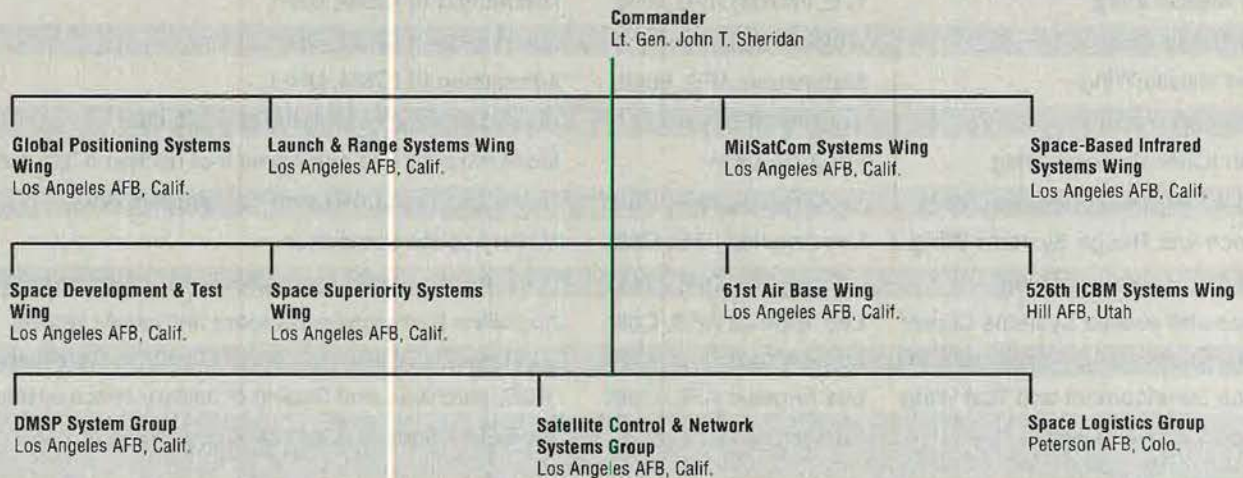 Commander
Lt. Gen. John T. Sheridan
Global Positioning Systems
Wing
Los Angeles AFB, Calif.
Launch & Range Systems Wing
Los Angeles AFB, Calif.
MilSatCom Systems Wing
Los Angeles AFB, Calif.
Space-Based Infrared
Systems Wing
Los Angeles AFB, Calif.
Space Development & Test
Wing
Los Angeles AFB, Calif.
Space Superiority Systems
Wing
Los Angeles AFB, Calif.
61st Air Base Wing
Los Angeles AFB, Calif.
526th ICBM Systems Wing
Hill AFB, Utah
DMSP System Group
Los Angeles AFB, Calif.
Satellite Control & Network
Systems Group
Los Angeles AFB, Calif.
Space Logistics Group
Peterson AFB, Colo.